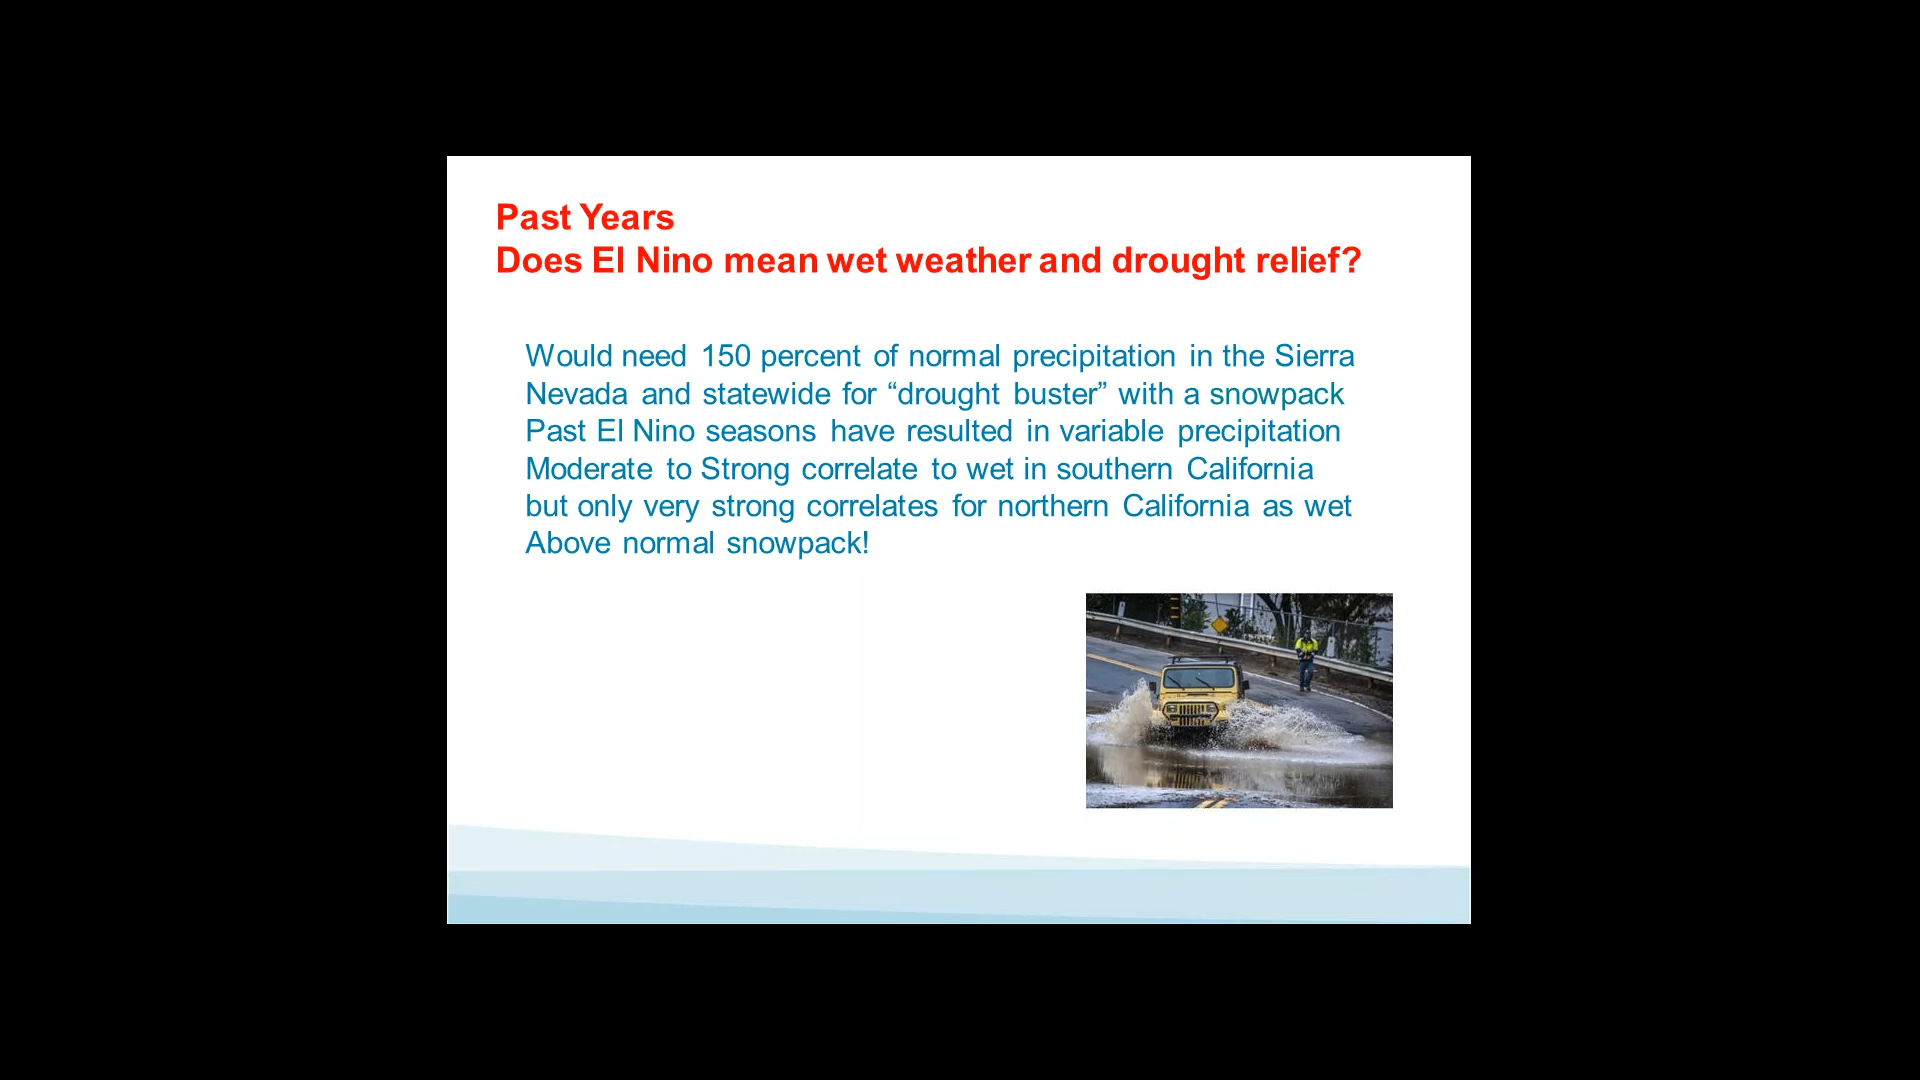 Past Years
Does El Nino mean wet weather and drought relief?
Would need 150 percent of normal precipitation in the Sierra
Nevada and statewide for “drought buster” with a snowpack
Past El Nino seasons have resulted in variable precipitation
Moderate to Strong correlate to wet in southern California
but only very strong correlates for northern California as wet
Above normal snowpack!